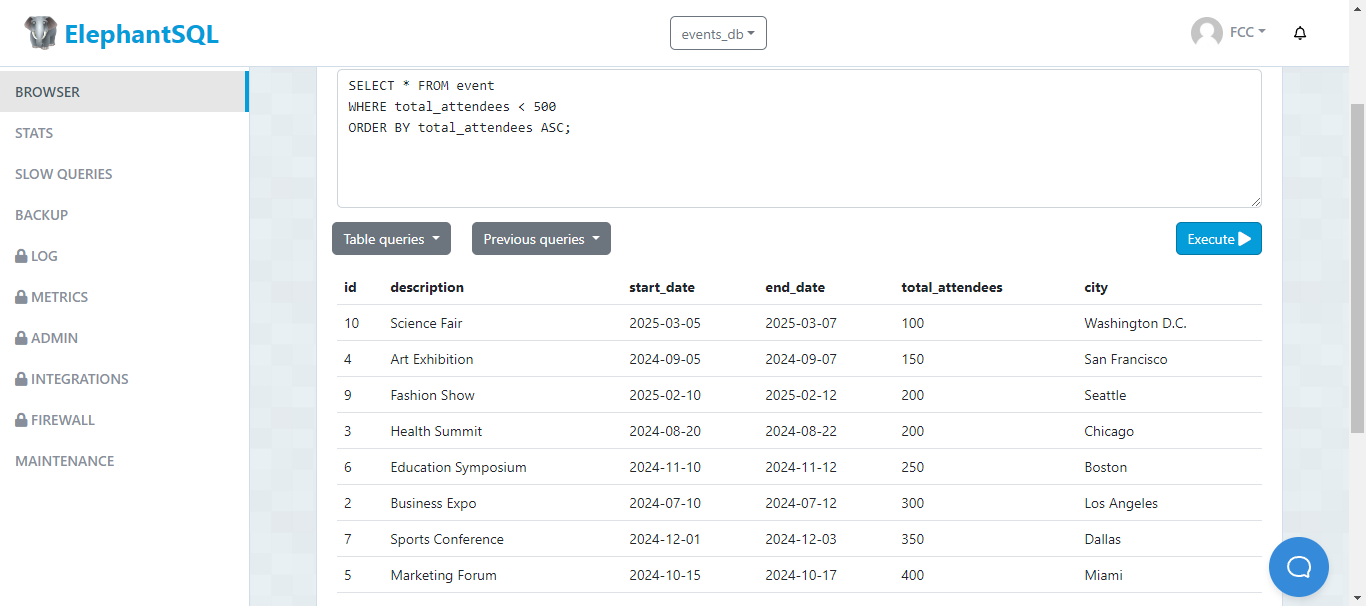 ElephantSQL
events_db
FCC
BROWSER
STATS
SLOW QUERIES
BACKUP
LOG
METRICS
ADMIN
INTEGRATIONS
FIREWALL
MAINTENANCE
SELECT * FROM event
WHERE total_attendees < 500
ORDER BY total_attendees ASC;
Table queries
Previous queries
Execute
id description start_date end_date total_attendees city
10 Science Fair 2025-03-05 2025-03-07 100 Washington D.C.
4 Art Exhibition 2024-09-05 2024-09-07 150 San Francisco
9 Fashion Show 2025-02-10 2025-02-12 200 Seattle
3 Health Summit 2024-08-20 2024-08-22 200 Chicago
6 Education Symposium 2024-11-10 2024-11-12 250 Boston
2 Business Expo 2024-07-10 2024-07-12 300 Los Angeles
7 Sports Conference 2024-12-01 2024-12-03 350 Dallas
5 Marketing Forum 2024-10-15 2024-10-17 400 Miami